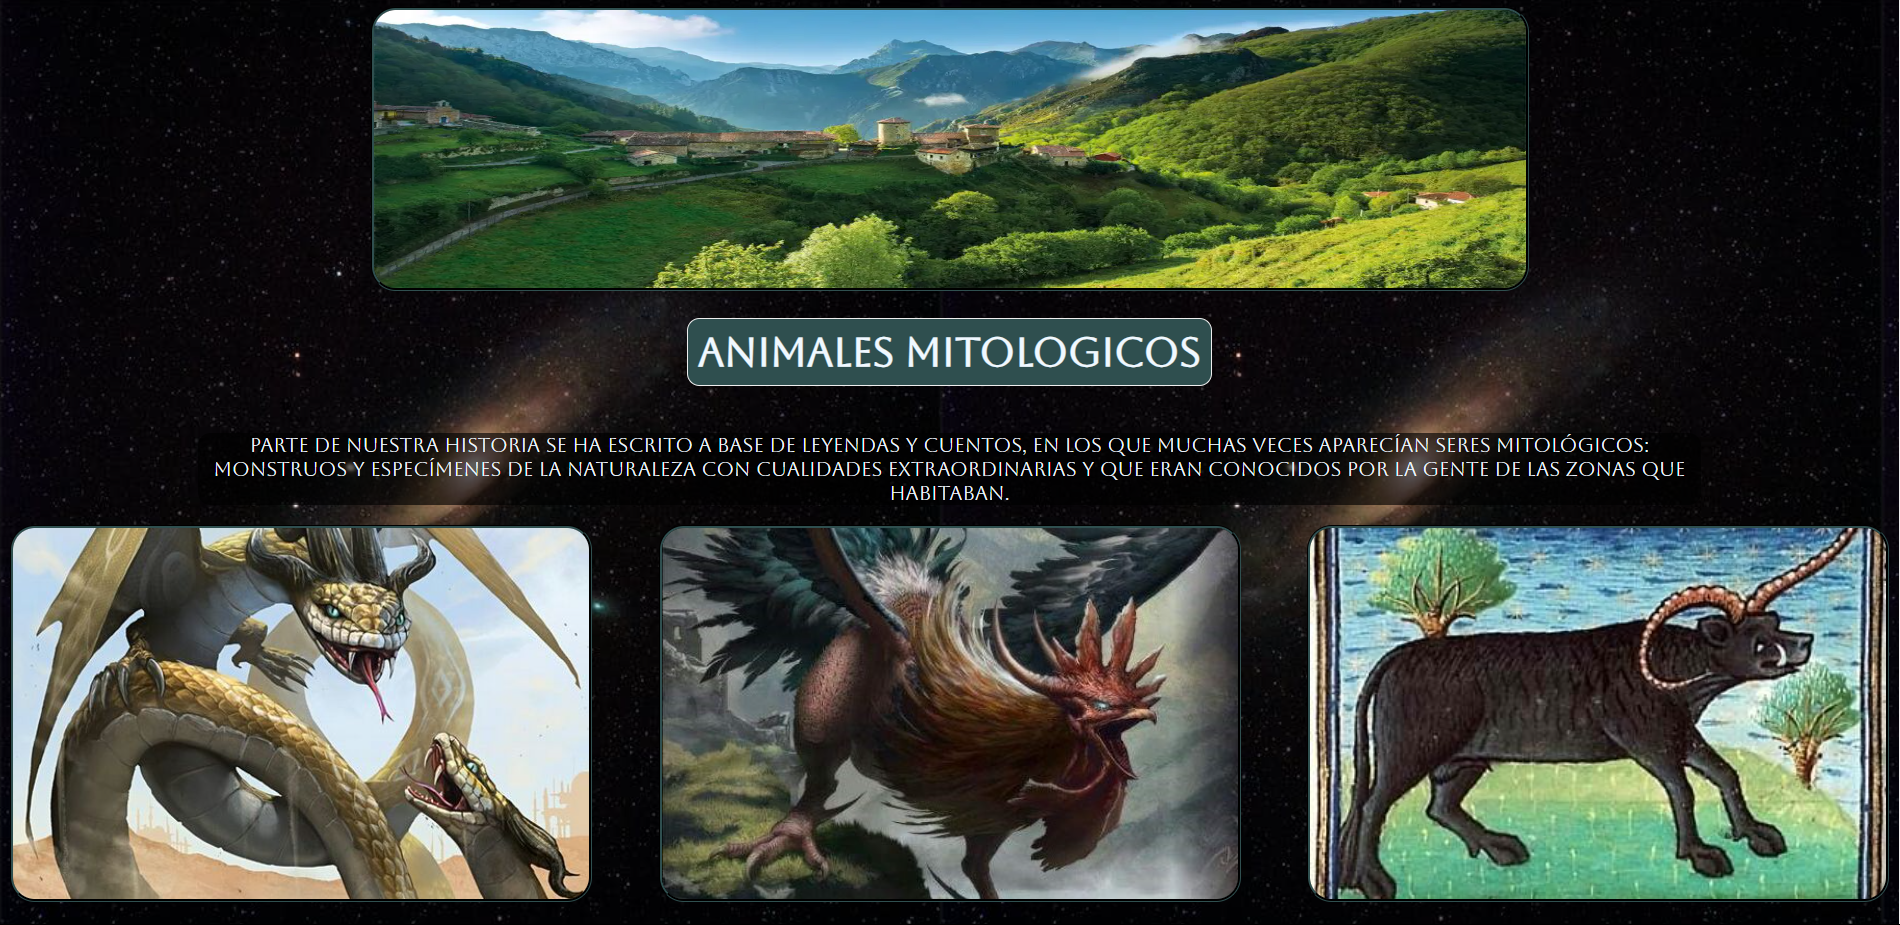 ANIMALES MITOLOGICOS
PARTE DE NUESTRA HISTORIA SE HA ESCRITO A BASE DE LEYENDAS Y CUENTOS, EN LOS QUE MUCHAS VECES APARECÍAN SERES MITOLÓGICOS:
MONSTRUOS Y ESPECÍMENES DE LA NATURALEZA CON CUALIDADES EXTRAORDINARIAS Y QUE ERAN CONOCIDOS POR LA GENTE DE LAS ZONAS QUE
HABITABAN.